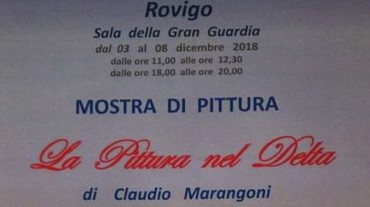 Rovigo
Sala della Gran Guardia
dal 03 al 08 dicembre 2018
dalle ore 11,00 alle ore 12,30
dalle ore 18,00 alle ore 20,00
MOSTRA DI PITTURA
La Pittura nel Delta
di Claudio Marangoni